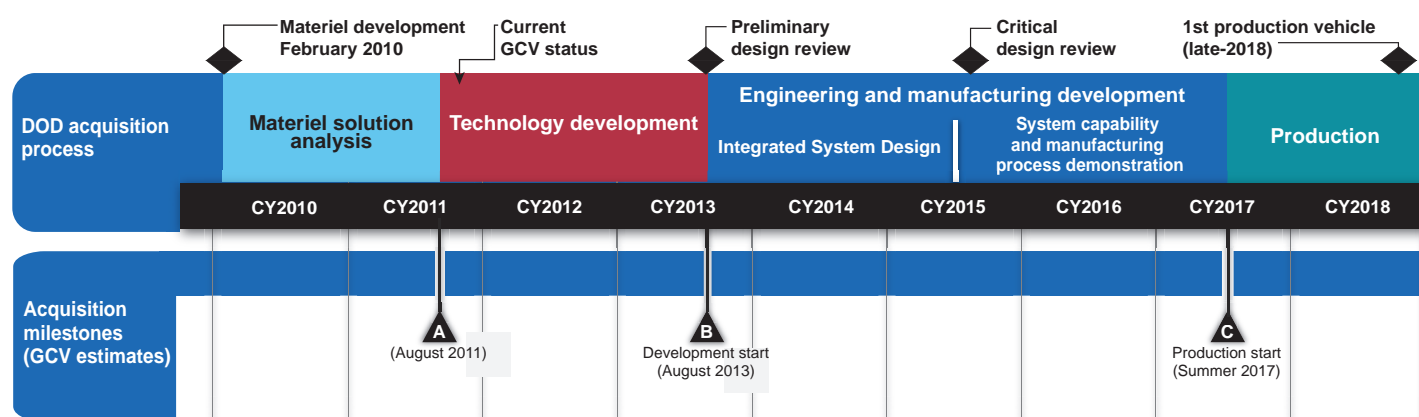 Materiel development
February 2010
Current
GCV status
Preliminary
design review
Critical
design review
1st production vehicle
(late-2018)
DOD acquisition
process
Materiel solution
analysis
Technology development
Engineering and manufacturing development
Integrated System Design
System capability
and manufacturing
process demonstration
Production
CY2010
CY2011
CY2012
CY2013
CY2014
CY2015
CY2016
CY2017
CY2018
Acquisition
milestones
(GCV estimates)
A
(August 2011)
B
Development start
(August 2013)
C
Production start
(Summer 2017)